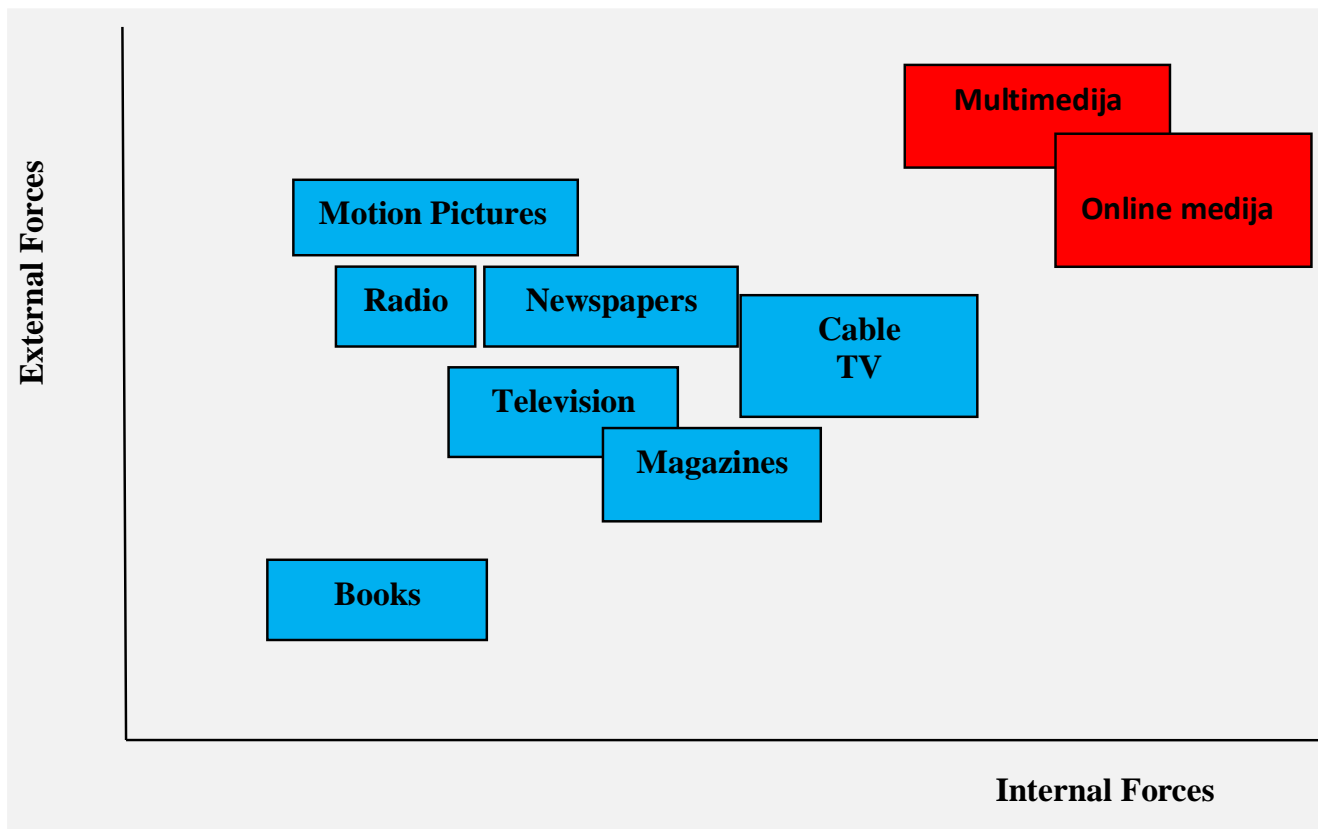 Multimedija
Online medija
Motion Pictures
Radio
Newspapers
Cable
TV
Television
Magazines
Books
External Forces
Internal Forces